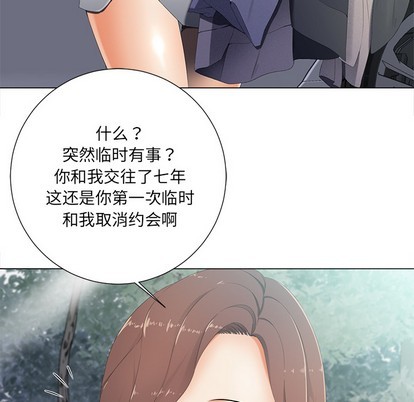 什么？
突然临时有事？
你和我交往了七年
这还是你第一次临时
和我取消约会啊